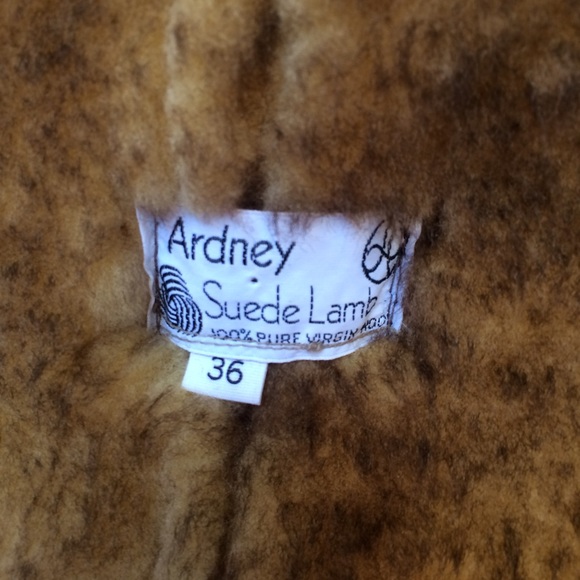 Ardney
Suede Lamb
100% PURE VIRGIN WOOL
36